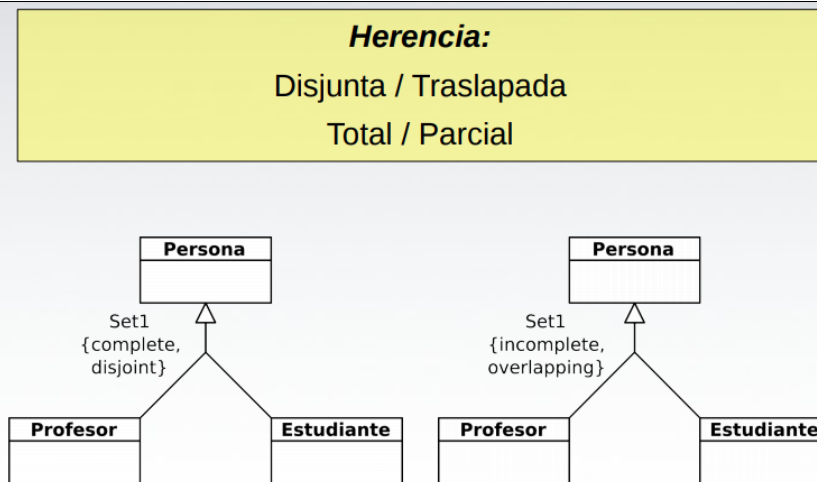 Herencia:
Disjunta / Traslapada
Total / Parcial
Persona
Set1
{complete,
disjoint}
Profesor
Estudiante
Persona
Set1
{incomplete,
overlapping}
Profesor
Estudiante